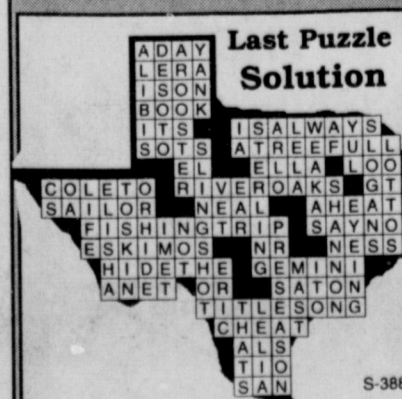 Last Puzzle
Solution
ADAY
LERA
ISON
BOOK
ITS ISALWAYS
SOTS ATREEFULL
EL ELLA LOO
COLETO RIVEROAKS GT
SAILOR NEAL AHEAT
FISHINGTRIP SAYNO
ESKIMOS NR NESS
HIDETHE GEMINI
ANET OR SATON
TITLESONG
CHEAT
ALS
TIO
SAN
S-388